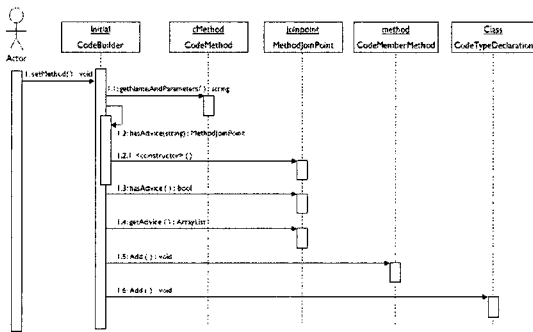 Initial
CodeBuilder
cMethod
CodeMethod
Joinpoint
MethodJoinPoint
method
CodeMemberMethod
Class
CodeTypeDeclaration
Actor
1: setMethod( ) : void
1.1: getNameAndParameters( ) : string
1.2: hasAdvice(string) : MethodJoinPoint
1.2.1: <constructor> ( )
1.3: hasAdvice ( ) : bool
1.4: getAdvice ( ) : ArrayList
1.5: Add ( ) : void
1.6: Add ( ) : void